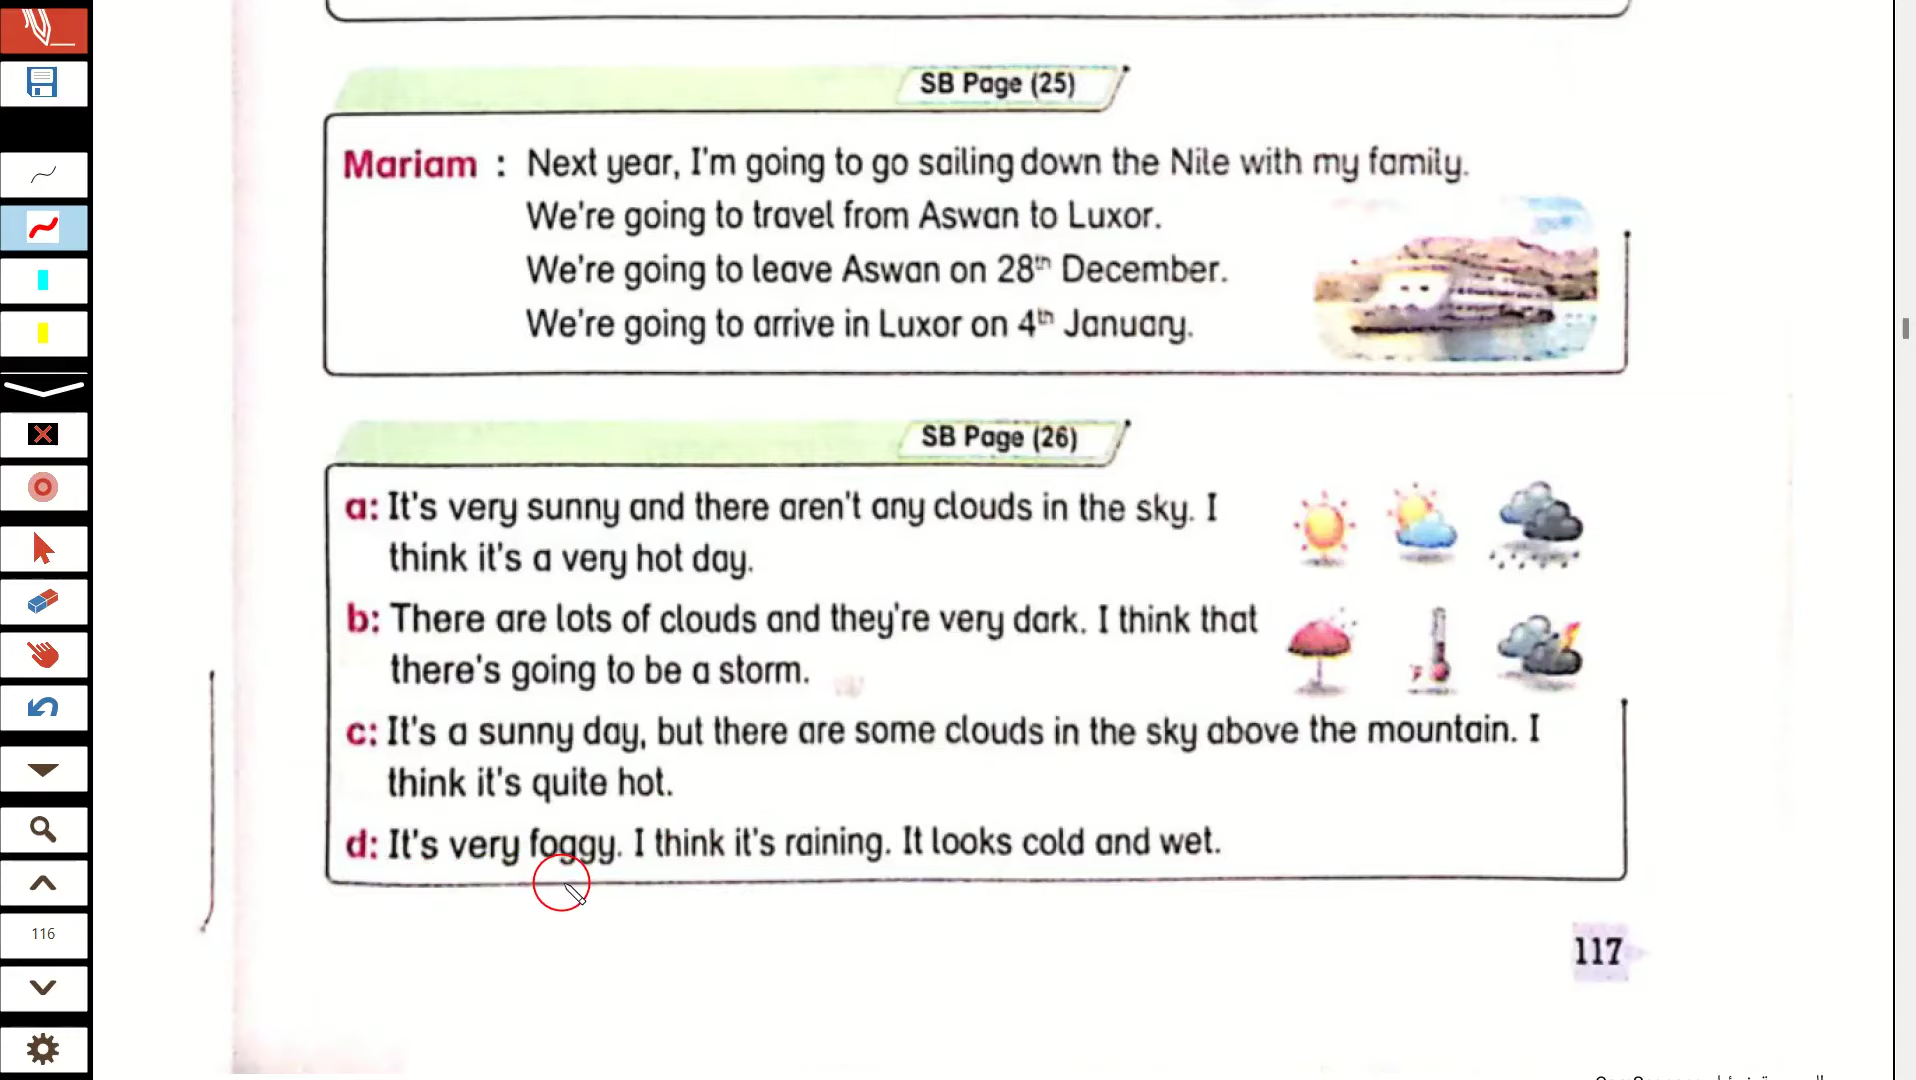 SB Page (25)
Mariam : Next year, I'm going to go sailing down the Nile with my family.
We're going to travel from Aswan to Luxor.
We're going to leave Aswan on 28th December.
We're going to arrive in Luxor on 4th January.
SB Page (26)
a: It's very sunny and there aren't any clouds in the sky. I
think it's a very hot day.
b: There are lots of clouds and they're very dark. I think that
there's going to be a storm.
c: It's a sunny day, but there are some clouds in the sky above the mountain. I
think it's quite hot.
d: It's very foggy. I think it's raining. It looks cold and wet.
116
117